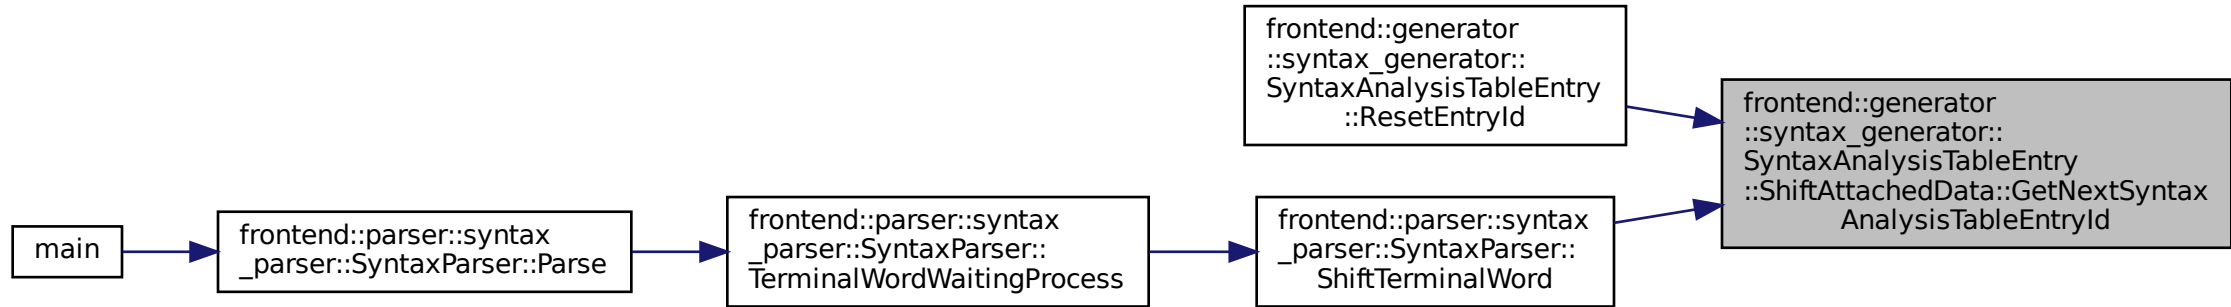 frontend::generator
::syntax_generator::
SyntaxAnalysisTableEntry
::ResetEntryId
frontend::generator
::syntax_generator::
SyntaxAnalysisTableEntry
::ShiftAttachedData::GetNextSyntax
AnalysisTableEntryId
main
frontend::parser::syntax
_parser::SyntaxParser::Parse
frontend::parser::syntax
_parser::SyntaxParser::
TerminalWordWaitingProcess
frontend::parser::syntax
_parser::SyntaxParser::
ShiftTerminalWord